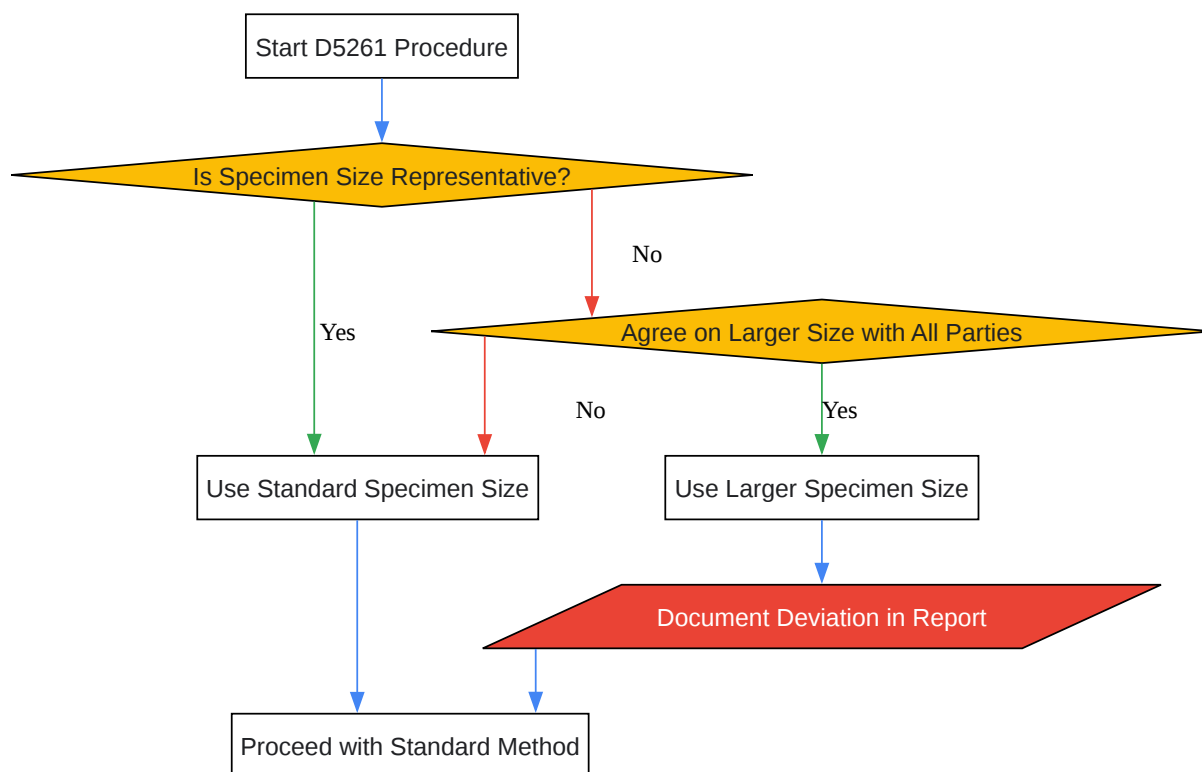 Start D5261 Procedure
Is Specimen Size Representative?
No
Yes
Agree on Larger Size with All Parties
No
Yes
Use Standard Specimen Size
Use Larger Specimen Size
Document Deviation in Report
Proceed with Standard Method